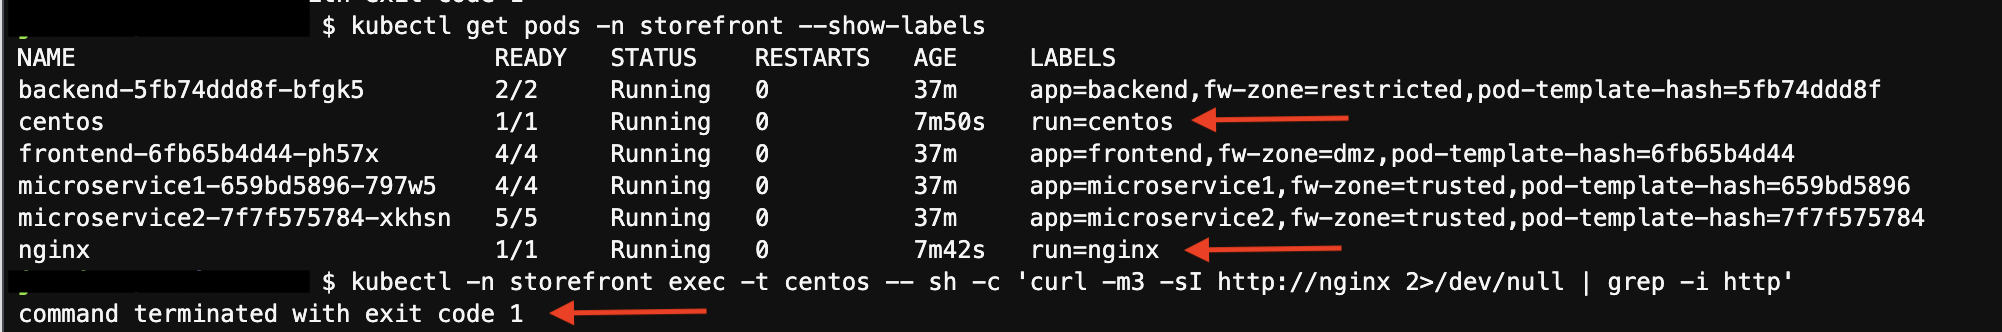 with exit code 1
$ kubectl get pods -n storefront --show-labels
NAME READY STATUS RESTARTS AGE LABELS
backend-5fb74ddd8f-bfgk5 2/2 Running 0 37m app=backend,fw-zone=restricted,pod-template-hash=5fb74ddd8f
centos 1/1 Running 0 7m50s run=centos
frontend-6fb65b4d44-ph57x 4/4 Running 0 37m app=frontend,fw-zone=dmz,pod-template-hash=6fb65b4d44
microservice1-659bd5896-797w5 4/4 Running 0 37m app=microservice1,fw-zone=trusted,pod-template-hash=659bd5896
microservice2-7f7f575784-xkhsn 5/5 Running 0 37m app=microservice2,fw-zone=trusted,pod-template-hash=7f7f575784
nginx 1/1 Running 0 7m42s run=nginx
$ kubectl -n storefront exec -t centos -- sh -c 'curl -m3 -sI http://nginx 2>/dev/null | grep -i http'
command terminated with exit code 1